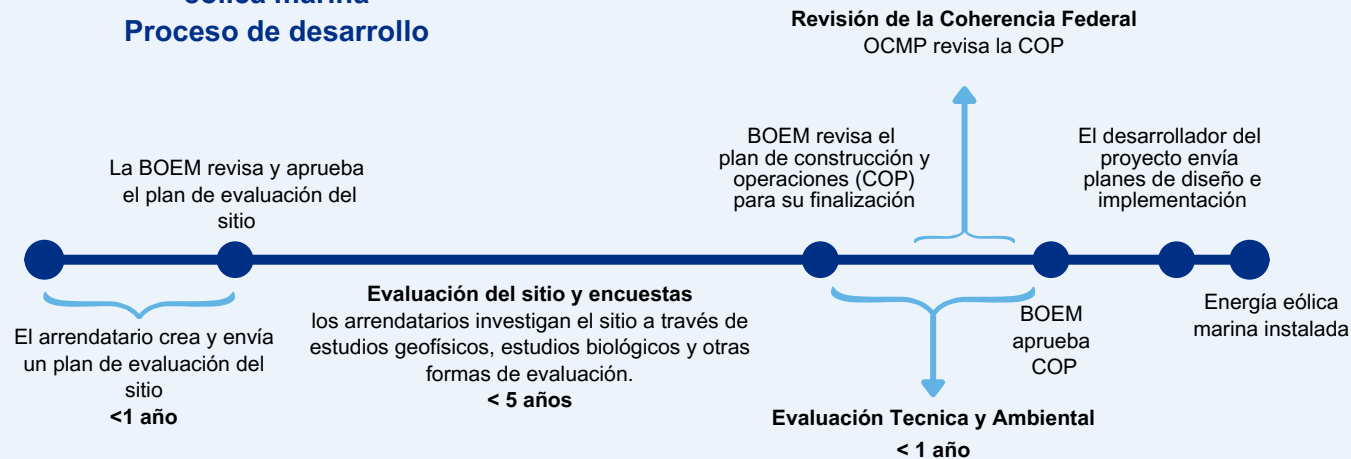 eólica marina
Proceso de desarrollo
Revisión de la Coherencia Federal
OCMP revisa la COP
La BOEM revisa y aprueba
el plan de evaluación del
sitio
BOEM revisa el
plan de construcción y
operaciones (COP)
para su finalización
El desarrollador del
proyecto envía
planes de diseño e
implementación
El arrendatario crea y envía
un plan de evaluación del
sitio
<1 año
Evaluación del sitio y encuestas
los arrendatarios investigan el sitio a través de
estudios geofísicos, estudios biológicos y otras
formas de evaluación.
< 5 años
BOEM
aprueba
COP
Energía eólica
marina instalada
Evaluación Tecnica y Ambiental
< 1 año